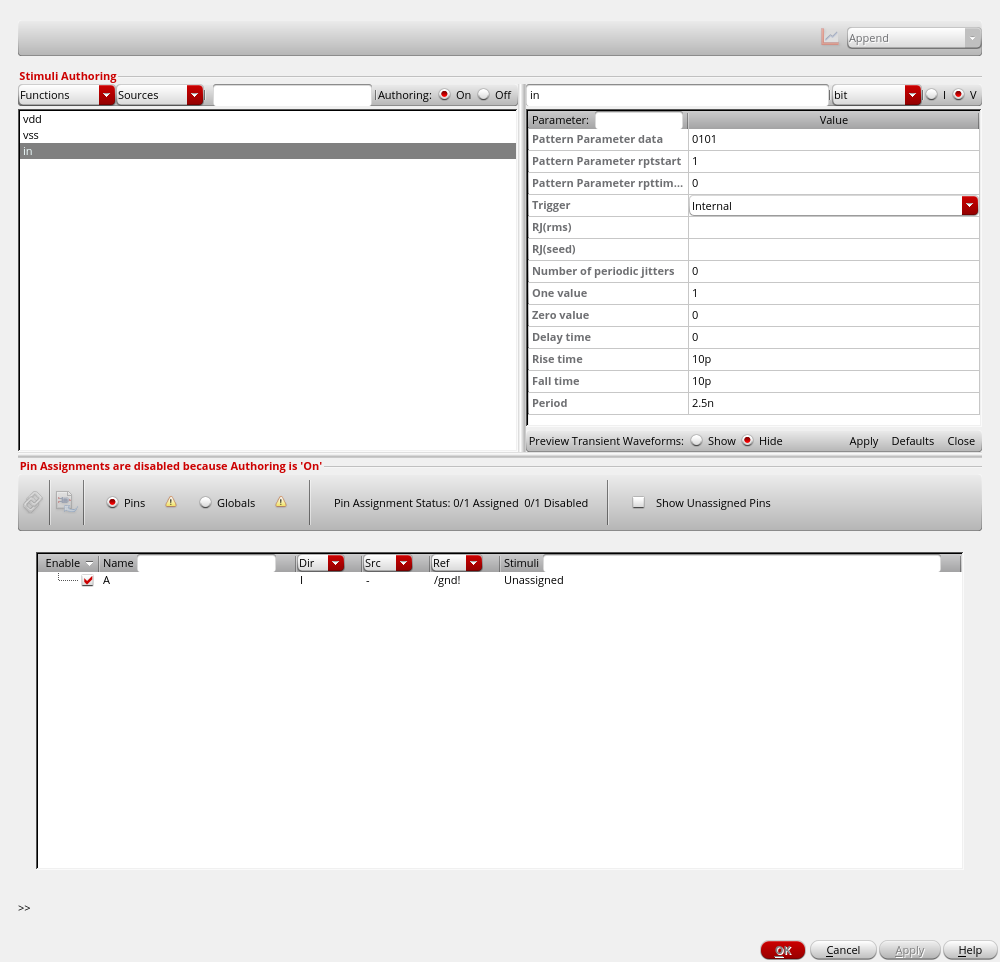 Append
Stimuli Authoring
Functions Sources Authoring: On Off in bit I V
vdd
vss
in
Parameter: Value
Pattern Parameter data 0101
Pattern Parameter rptstart 1
Pattern Parameter rpttim... 0
Trigger Internal
RJ(rms)
RJ(seed)
Number of periodic jitters 0
One value 1
Zero value 0
Delay time 0
Rise time 10p
Fall time 10p
Period 2.5n
Preview Transient Waveforms: Show Hide Apply Defaults Close
Pin Assignments are disabled because Authoring is 'On'
Pins Globals Pin Assignment Status: 0/1 Assigned 0/1 Disabled Show Unassigned Pins
Enable Name Dir Src Ref Stimuli
A I - /gnd! Unassigned
>>
OK Cancel Apply Help